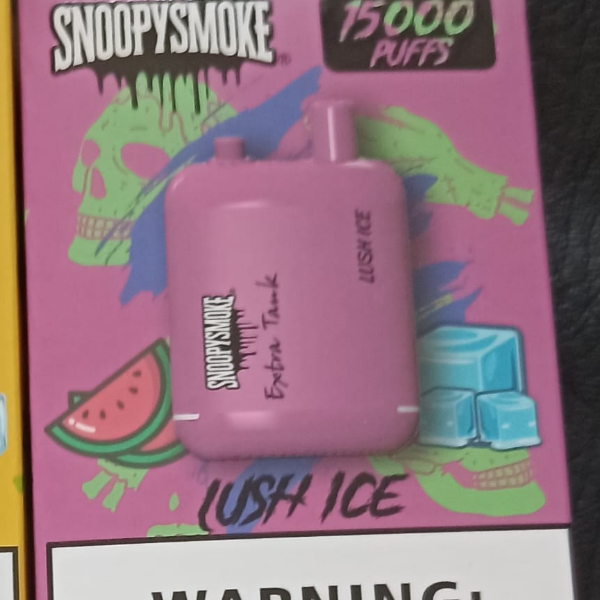 SNOOPYSMOKE
15000
PUFFS
LUSH ICE
SNOOPYSMOKE
Extra Tank
LUSH ICE
WARNING: